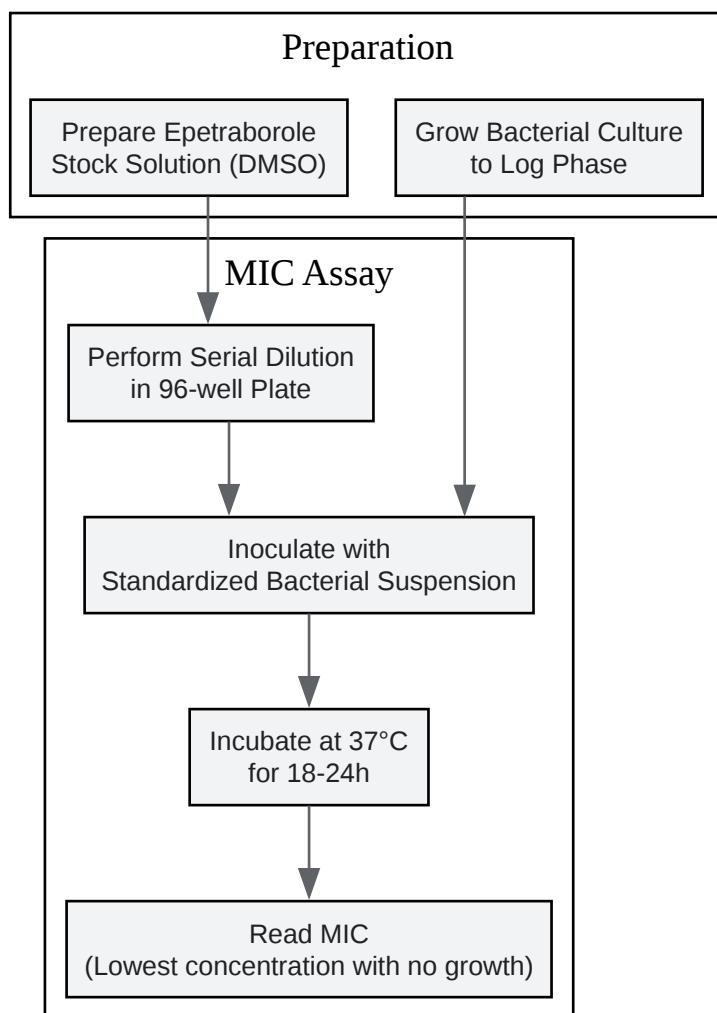 Preparation
Prepare Epetraborole
Stock Solution (DMSO)
Grow Bacterial Culture
to Log Phase
MIC Assay
Perform Serial Dilution
in 96-well Plate
Inoculate with
Standardized Bacterial Suspension
Incubate at 37°C
for 18-24h
Read MIC
(Lowest concentration with no growth)